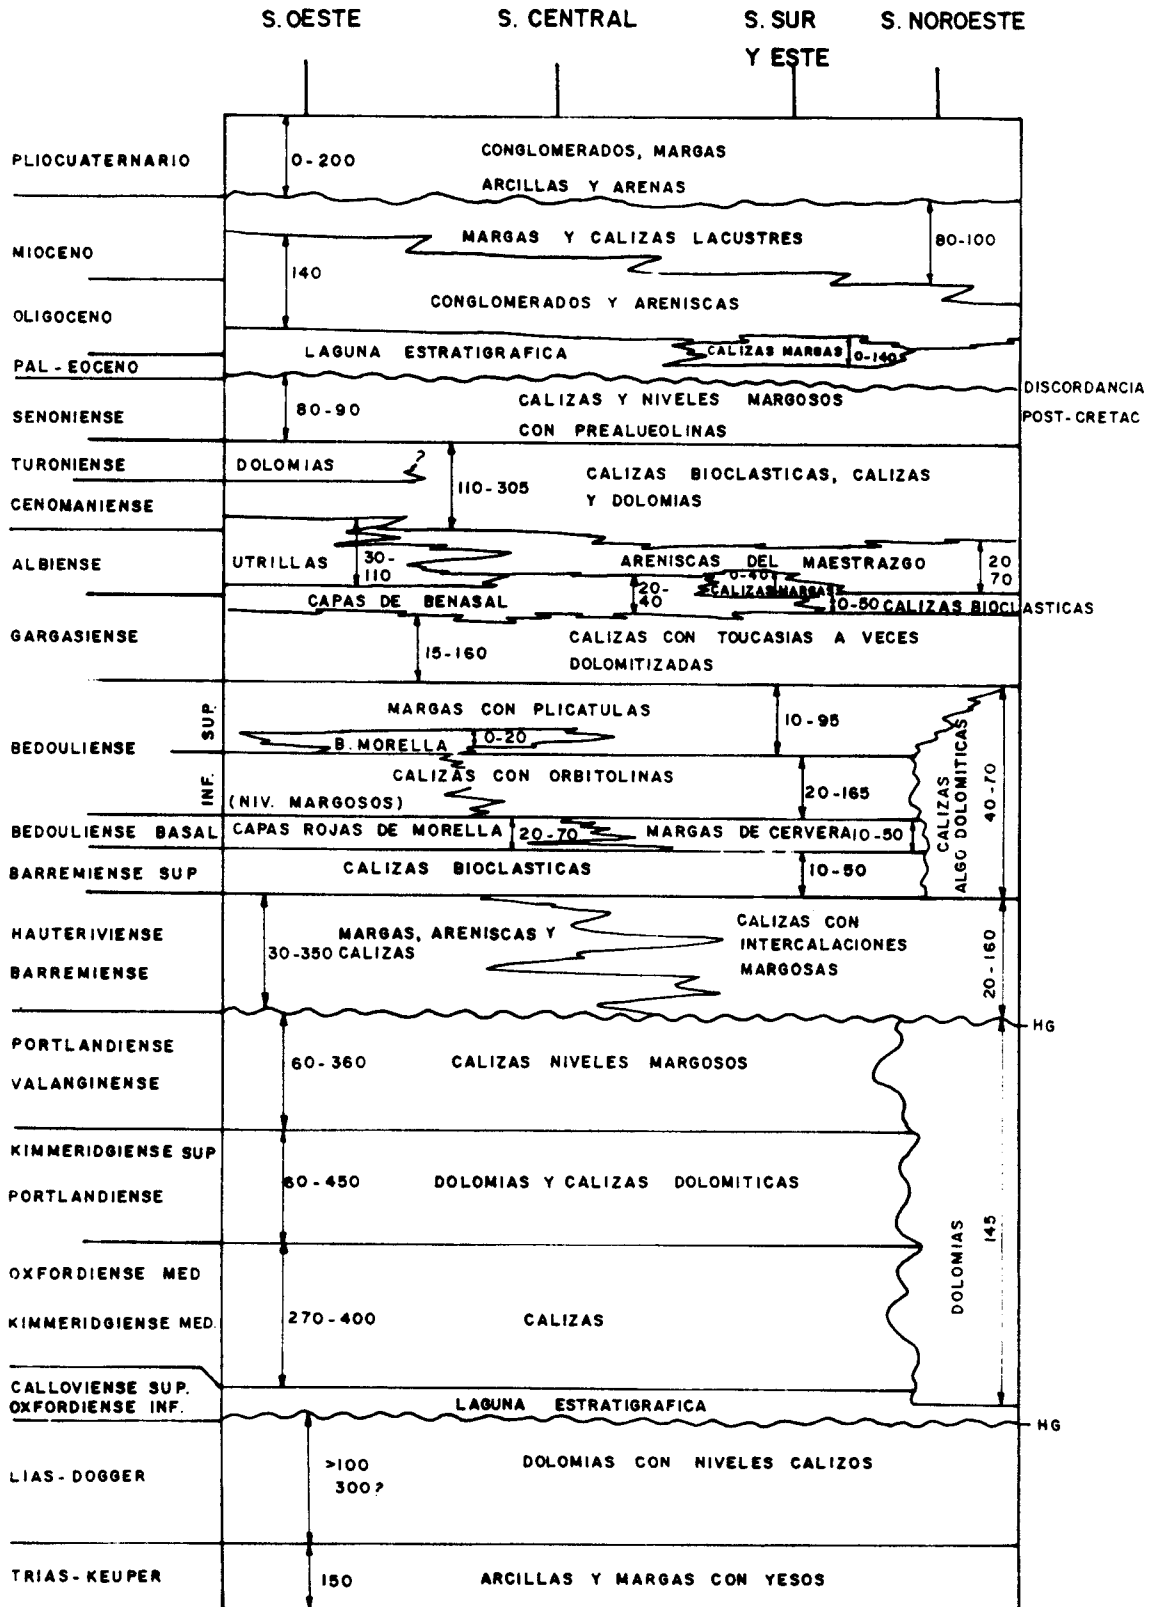 S. OESTE
S. CENTRAL
S. SUR
Y ESTE
S. NOROESTE
PLIOCUATERNARIO
0-200
CONGLOMERADOS, MARGAS
ARCILLAS Y ARENAS
MIOCENO
MARGAS Y CALIZAS LACUSTRES
80-100
140
OLIGOCENO
CONGLOMERADOS Y ARENISCAS
PAL-EOCENO
LAGUNA ESTRATIGRAFICA
CALIZAS MARGAS
0-140
DISCORDANCIA
POST-CRETAC
SENONIENSE
80-90
CALIZAS Y NIVELES MARGOSOS
CON PREALUEOLINAS
TURONIENSE
DOLOMIAS
?
110-305
CALIZAS BIOCLASTICAS, CALIZAS
Y DOLOMIAS
CENOMANIENSE
ALBIENSE
UTRILLAS
30-
110
ARENISCAS DEL MAESTRAZGO
20
70
0-40
CALIZAS MARGAS
20-
40
CAPAS DE BENASAL
0-50 CALIZAS BIOCLASTICAS
GARGASIENSE
15-160
CALIZAS CON TOUCASIAS A VECES
DOLOMITIZADAS
BEDOULIENSE
SUP.
INF.
MARGAS CON PLICATULAS
10-95
0-20
B. MORELLA
CALIZAS CON ORBITOLINAS
(NIV. MARGOSOS)
20-165
CALIZAS
ALGO DOLOMITICAS
40-70
BEDOULIENSE BASAL
CAPAS ROJAS DE MORELLA
20-70
MARGAS DE CERVERA
10-50
BARREMIENSE SUP
CALIZAS BIOCLASTICAS
10-50
HAUTERIVIENSE
BARREMIENSE
30-350
MARGAS, ARENISCAS Y
CALIZAS
CALIZAS CON
INTERCALACIONES
MARGOSAS
20-160
HG
PORTLANDIENSE
VALANGINENSE
60-360
CALIZAS NIVELES MARGOSOS
KIMMERIDGIENSE SUP
PORTLANDIENSE
60-450
DOLOMIAS Y CALIZAS DOLOMITICAS
DOLOMIAS
145
OXFORDIENSE MED
KIMMERIDGIENSE MED.
270-400
CALIZAS
CALLOVIENSE SUP.
OXFORDIENSE INF.
LAGUNA ESTRATIGRAFICA
HG
LIAS-DOGGER
>100
300?
DOLOMIAS CON NIVELES CALIZOS
TRIAS-KEUPER
150
ARCILLAS Y MARGAS CON YESOS